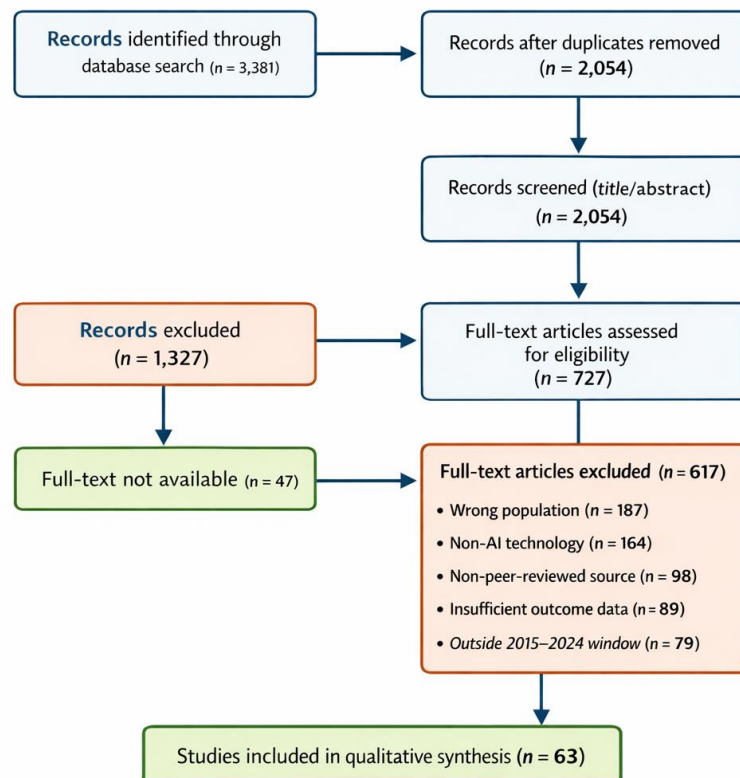 Records identified through
database search (n = 3,381)
Records after duplicates removed
(n = 2,054)
Records screened (title/abstract)
(n = 2,054)
Records excluded
(n = 1,327)
Full-text articles assessed
for eligibility
(n = 727)
Full-text not available (n = 47)
Full-text articles excluded (n = 617)
• Wrong population (n = 187)
• Non-AI technology (n = 164)
• Non-peer-reviewed source (n = 98)
• Insufficient outcome data (n = 89)
• Outside 2015–2024 window (n = 79)
Studies included in qualitative synthesis (n = 63)